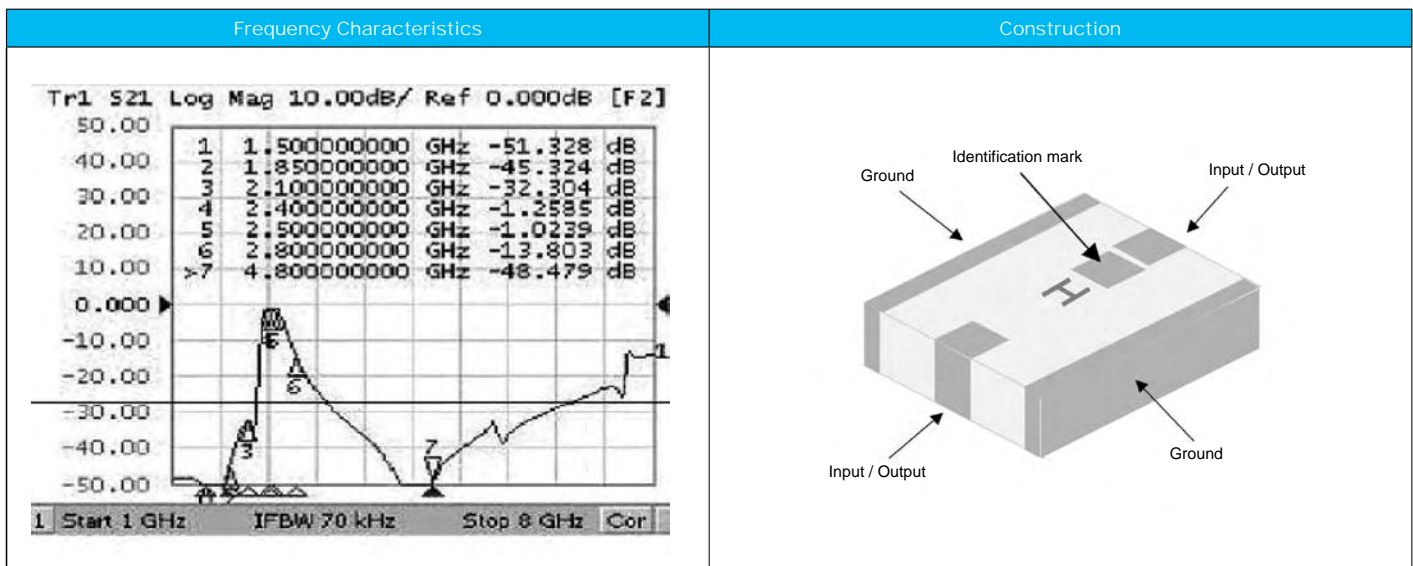 Frequency Characteristics
Construction
Tr1 S21 Log Mag 10.00dB/ Ref 0.000dB [F2]
50.00
40.00
30.00
20.00
10.00
0.000
-10.00
-20.00
-30.00
-40.00
-50.00
1 1.500000000 GHz -51.328 dB
2 1.850000000 GHz -45.324 dB
3 2.100000000 GHz -32.304 dB
4 2.400000000 GHz -1.2585 dB
5 2.500000000 GHz -1.0239 dB
6 2.800000000 GHz -13.803 dB
>7 4.800000000 GHz -48.479 dB
6
3
7
1
1 Start 1 GHz IFBW 70 kHz Stop 8 GHz Cor
Identification mark
Ground
Input / Output
H
Input / Output
Ground